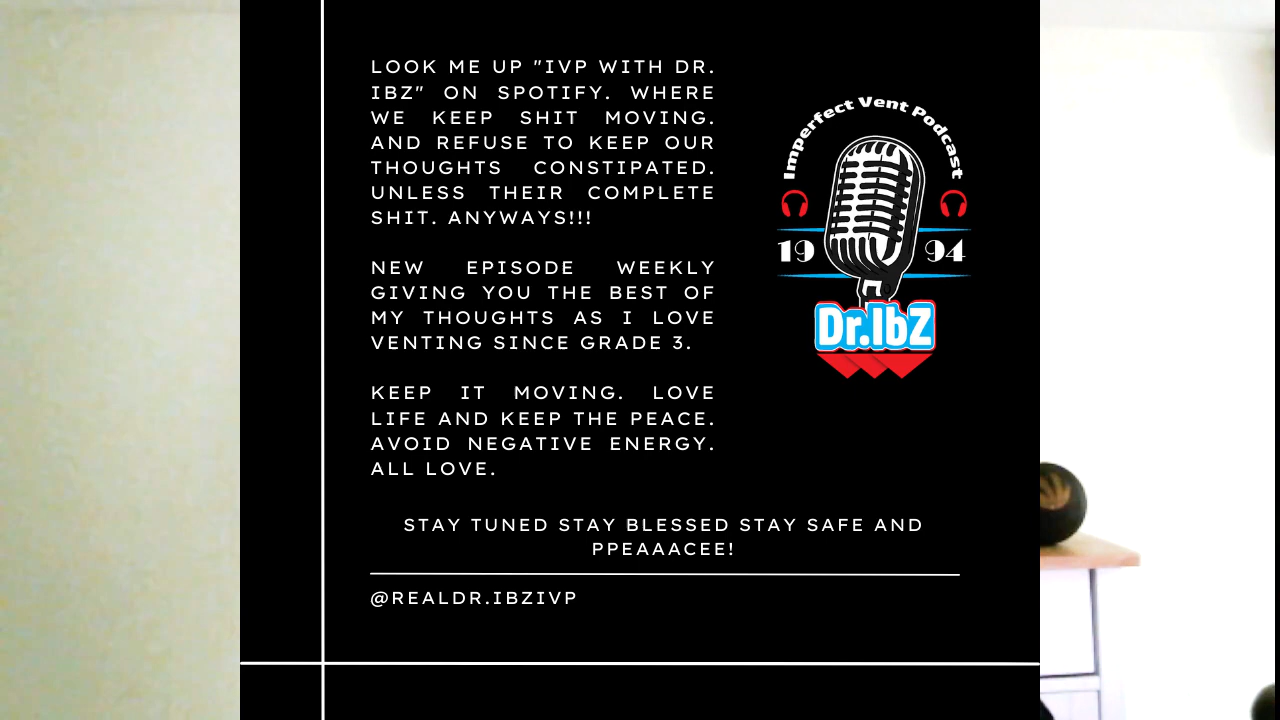 LOOK ME UP "IVP WITH DR.
IBZ" ON SPOTIFY. WHERE
WE KEEP SHIT MOVING.
AND REFUSE TO KEEP OUR
THOUGHTS CONSTIPATED.
UNLESS THEIR COMPLETE
SHIT. ANYWAYS!!!
NEW EPISODE WEEKLY
GIVING YOU THE BEST OF
MY THOUGHTS AS I LOVE
VENTING SINCE GRADE 3.
KEEP IT MOVING. LOVE
LIFE AND KEEP THE PEACE.
AVOID NEGATIVE ENERGY.
ALL LOVE.
STAY TUNED STAY BLESSED STAY SAFE AND
PPEAAACEE!
@REALDR.IBZIVP
Imperfect Vent Podcast
19 94
Dr.IbZ